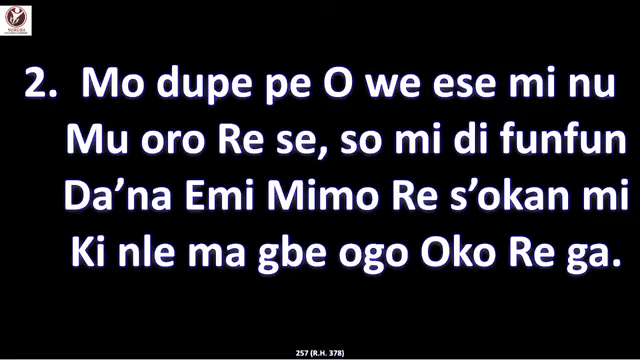 2. Mo dupe pe O we ese mi nu
Mu oro Re se, so mi di funfun
Da’na Emi Mimo Re s’okan mi
Ki nle ma gbe ogo Oko Re ga.
257 (R.H. 378)